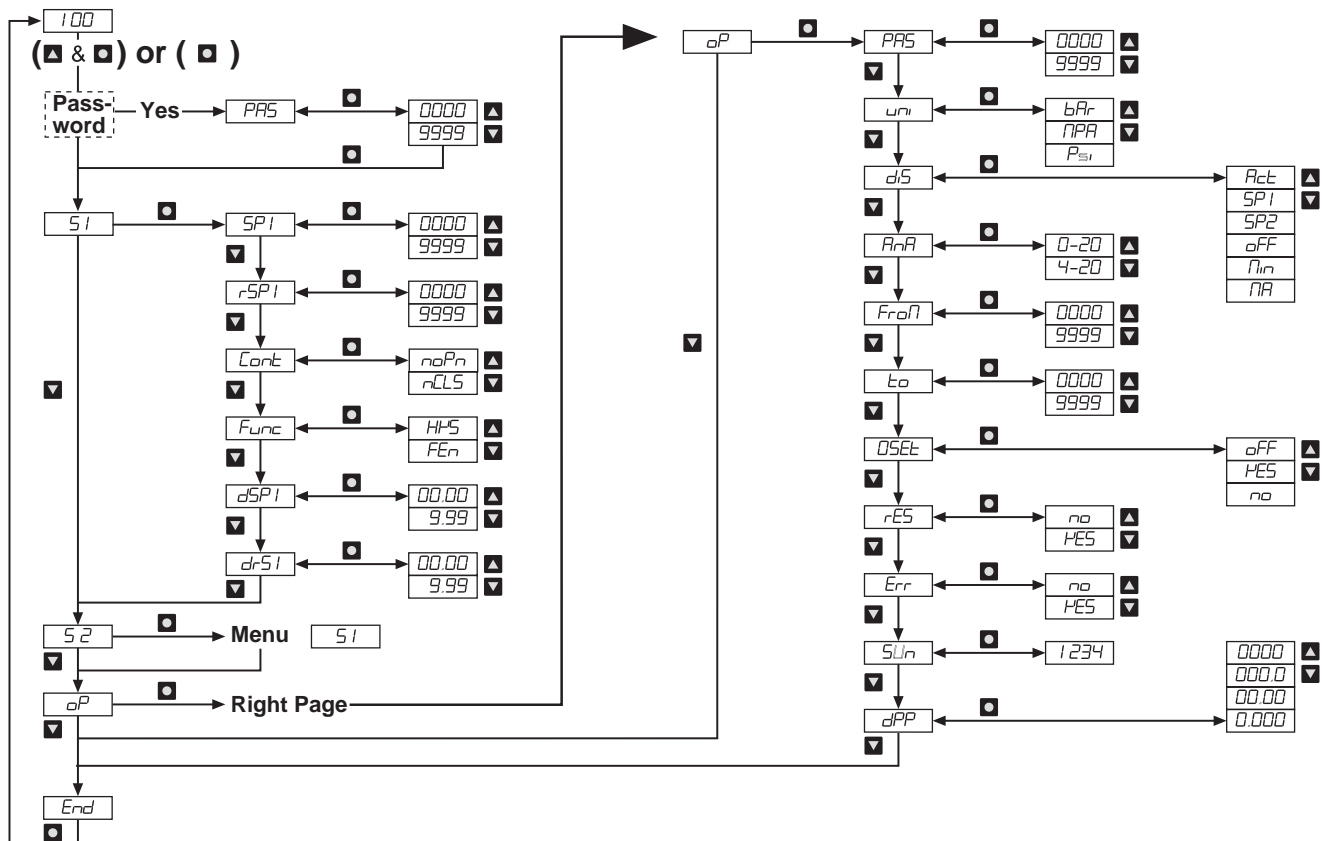 100
(▲ & ●) or ( ● )
Pass-
word
Yes
PAS
0000
9999
S1
SP1
0000
9999
rSP1
0000
9999
Cont
noPn
nCLS
Func
HYS
FEn
dSP1
00.00
9.99
drS1
00.00
9.99
S2
Menu
S1
oP
Right Page
End
oP
PAS
0000
9999
uni
bAr
MPA
Psi
diS
Act
SP1
SP2
oFF
Min
MA
AnA
0-20
4-20
FroM
0000
9999
to
0000
9999
OSEt
oFF
YES
no
rES
no
YES
Err
no
YES
SUn
1234
dPP
0000
000.0
00.00
0.000